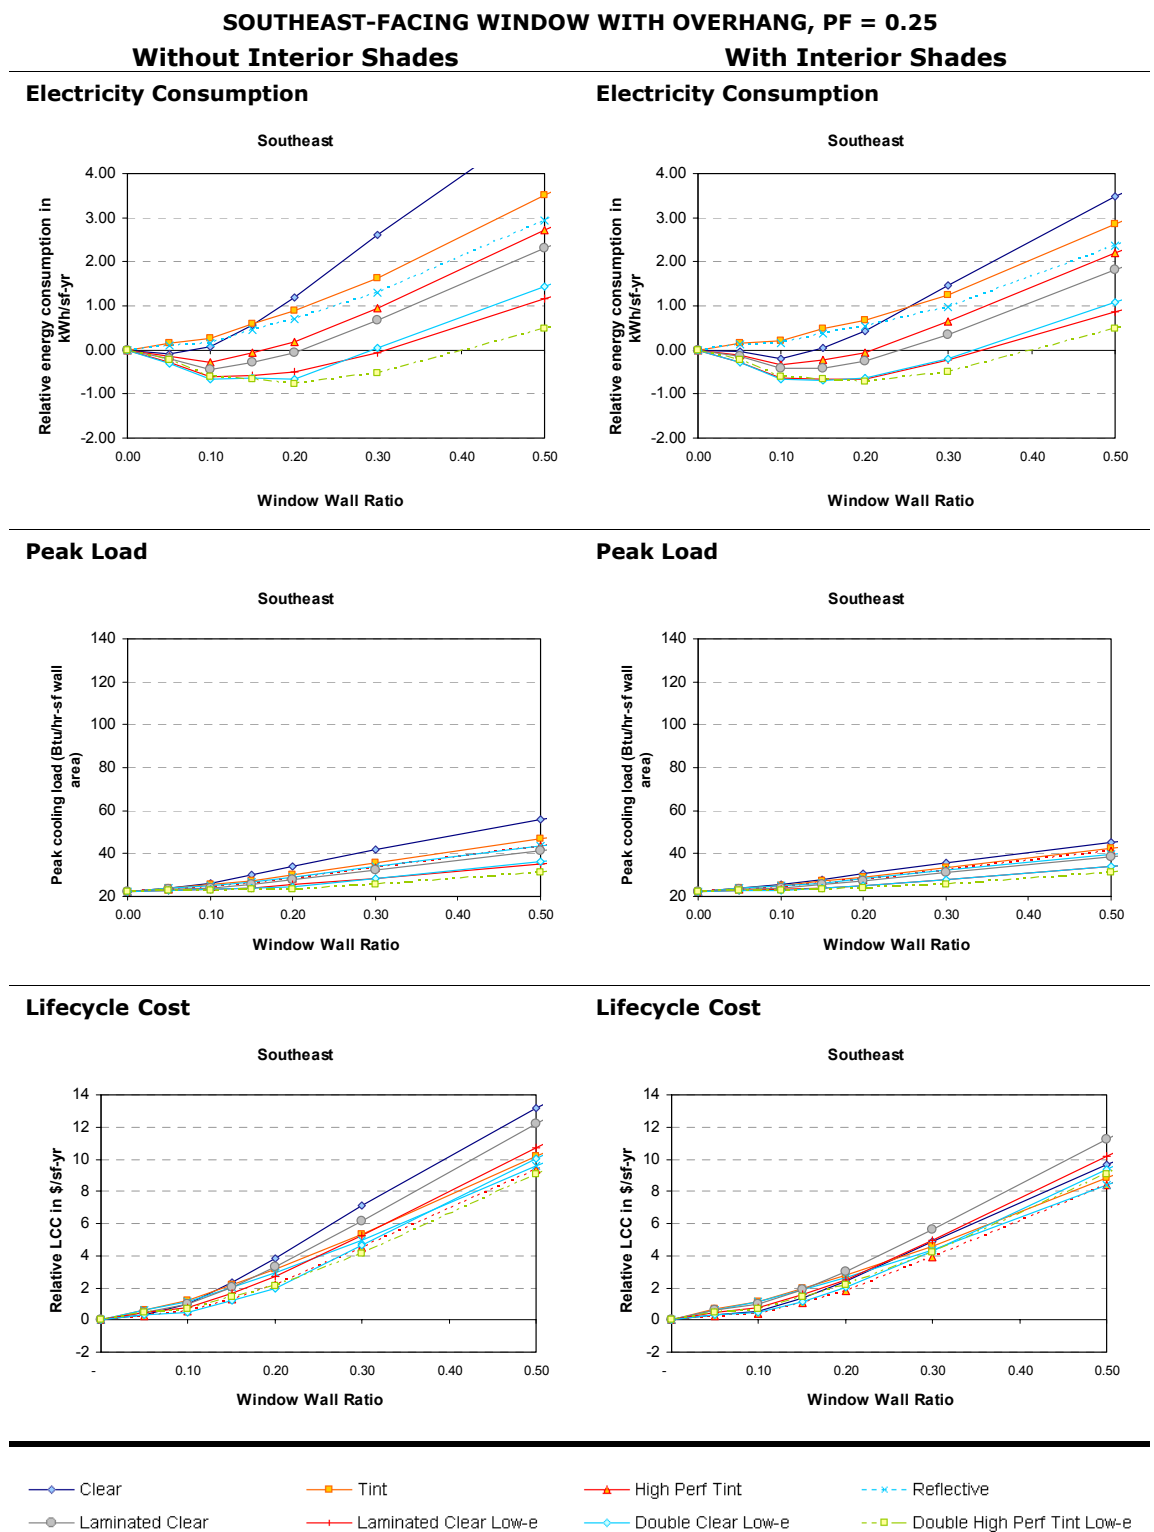 SOUTHEAST-FACING WINDOW WITH OVERHANG, PF = 0.25
Without Interior Shades
With Interior Shades
Electricity Consumption
Electricity Consumption
Southeast
Relative energy consumption in
kWh/sf-yr
4.00
3.00
2.00
1.00
0.00
-1.00
-2.00
0.00 0.10 0.20 0.30 0.40 0.50
Window Wall Ratio
Southeast
Relative energy consumption in
kWh/sf-yr
4.00
3.00
2.00
1.00
0.00
-1.00
-2.00
0.00 0.10 0.20 0.30 0.40 0.50
Window Wall Ratio
Peak Load
Peak Load
Southeast
Peak cooling load (Btu/hr-sf wall
area)
140
120
100
80
60
40
20
0.00 0.10 0.20 0.30 0.40 0.50
Window Wall Ratio
Southeast
Peak cooling load (Btu/hr-sf wall
area)
140
120
100
80
60
40
20
0.00 0.10 0.20 0.30 0.40 0.50
Window Wall Ratio
Lifecycle Cost
Lifecycle Cost
Southeast
Relative LCC in $/sf-yr
14
12
10
8
6
4
2
0
-2
- 0.10 0.20 0.30 0.40 0.50
Window Wall Ratio
Southeast
Relative LCC in $/sf-yr
14
12
10
8
6
4
2
0
-2
- 0.10 0.20 0.30 0.40 0.50
Window Wall Ratio
Clear Tint High Perf Tint Reflective
Laminated Clear Laminated Clear Low-e Double Clear Low-e Double High Perf Tint Low-e